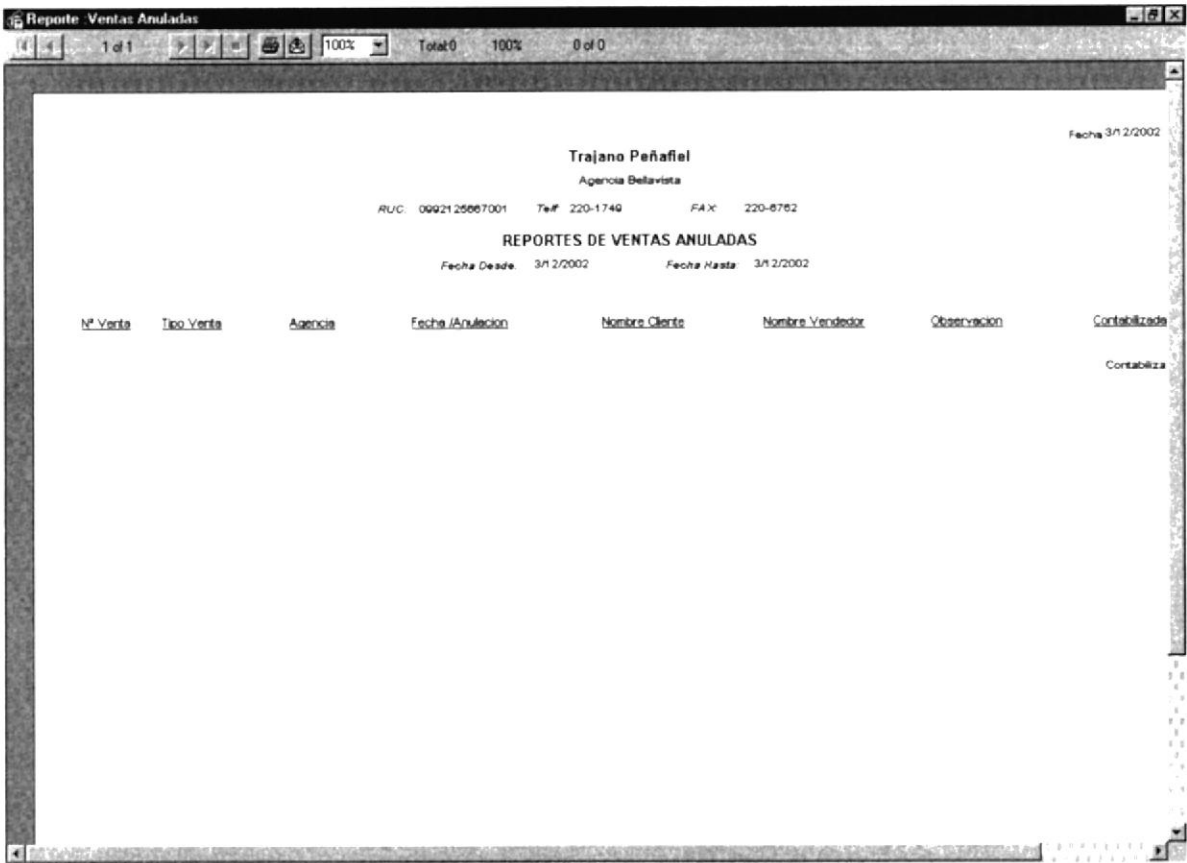 Reporte :Ventas Anuladas
1 of 1 100% Total:0 100% 0 of 0
Fecha 3/12/2002
Trajano Peñafiel
Agencia Bellavista
RUC. 0992125667001 Telf 220-1749 FAX: 220-6762
REPORTES DE VENTAS ANULADAS
Fecha Desde: 3/12/2002 Fecha Hasta: 3/12/2002
Nª Venta Tipo Venta Agencia Fecha /Anulacion Nombre Cliente Nombre Vendedor Observacion Contabilizada
Contabiliza